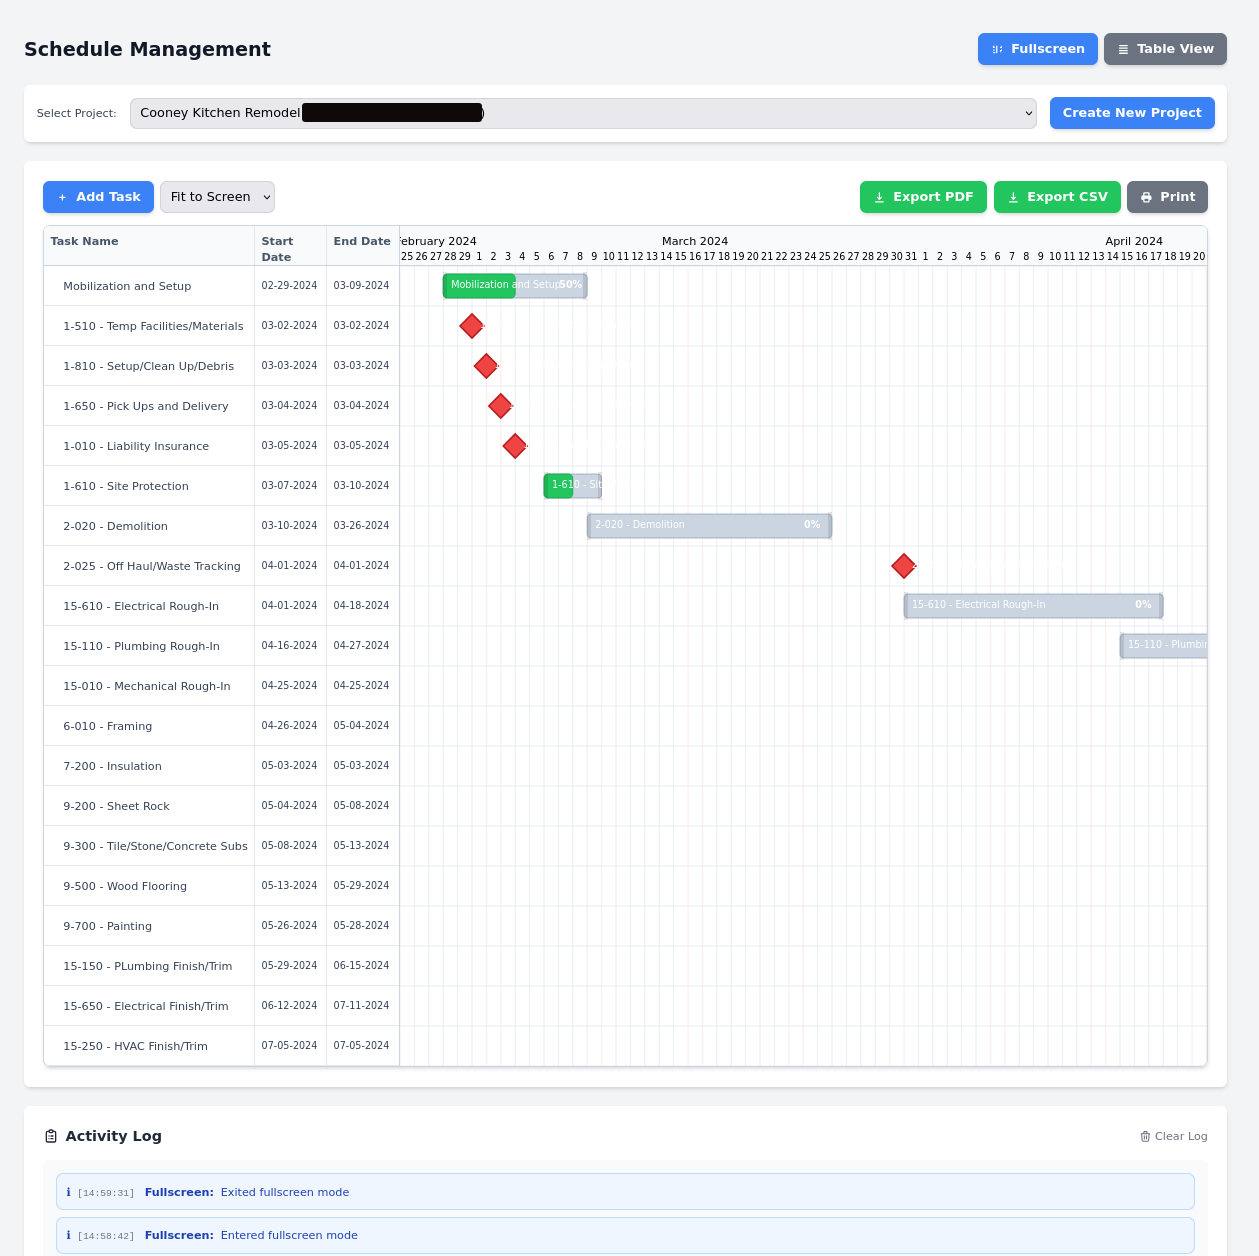 Schedule Management
Fullscreen
Table View
Select Project:
Cooney Kitchen Remodel
)
Create New Project
+ Add Task
Fit to Screen
Export PDF
Export CSV
Print
Task Name
Start Date
End Date
ebruary 2024
March 2024
April 2024
25 26 27 28 29 1 2 3 4 5 6 7 8 9 10 11 12 13 14 15 16 17 18 19 20 21 22 23 24 25 26 27 28 29 30 31 1 2 3 4 5 6 7 8 9 10 11 12 13 14 15 16 17 18 19 20
Mobilization and Setup 02-29-2024 03-09-2024 Mobilization and Setup 50%
1-510 - Temp Facilities/Materials 03-02-2024 03-02-2024
1-810 - Setup/Clean Up/Debris 03-03-2024 03-03-2024
1-650 - Pick Ups and Delivery 03-04-2024 03-04-2024
1-010 - Liability Insurance 03-05-2024 03-05-2024
1-610 - Site Protection 03-07-2024 03-10-2024 1-610 - Sit
2-020 - Demolition 03-10-2024 03-26-2024 2-020 - Demolition 0%
2-025 - Off Haul/Waste Tracking 04-01-2024 04-01-2024
15-610 - Electrical Rough-In 04-01-2024 04-18-2024 15-610 - Electrical Rough-In 0%
15-110 - Plumbing Rough-In 04-16-2024 04-27-2024 15-110 - Plumbin
15-010 - Mechanical Rough-In 04-25-2024 04-25-2024
6-010 - Framing 04-26-2024 05-04-2024
7-200 - Insulation 05-03-2024 05-03-2024
9-200 - Sheet Rock 05-04-2024 05-08-2024
9-300 - Tile/Stone/Concrete Subs 05-08-2024 05-13-2024
9-500 - Wood Flooring 05-13-2024 05-29-2024
9-700 - Painting 05-26-2024 05-28-2024
15-150 - PLumbing Finish/Trim 05-29-2024 06-15-2024
15-650 - Electrical Finish/Trim 06-12-2024 07-11-2024
15-250 - HVAC Finish/Trim 07-05-2024 07-05-2024
Activity Log
Clear Log
[14:59:31] Fullscreen: Exited fullscreen mode
[14:58:42] Fullscreen: Entered fullscreen mode